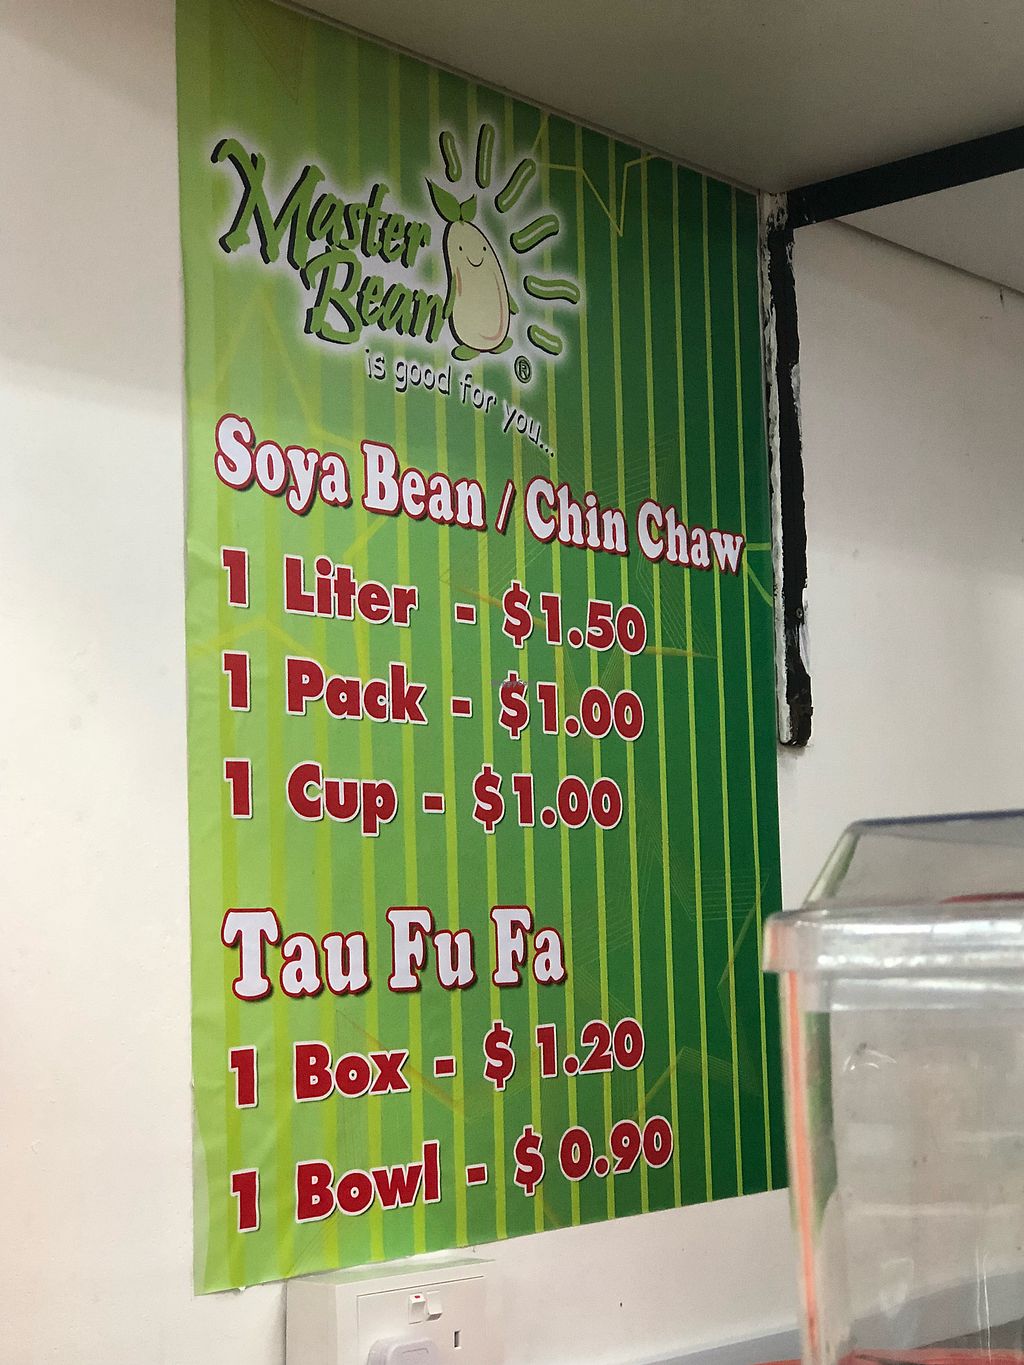 Master
Bean
®
is good for you...
Soya Bean / Chin Chaw
1 Liter - $1.50
1 Pack - $1.00
1 Cup - $1.00
Tau Fu Fa
1 Box - $ 1.20
1 Bowl - $ 0.90